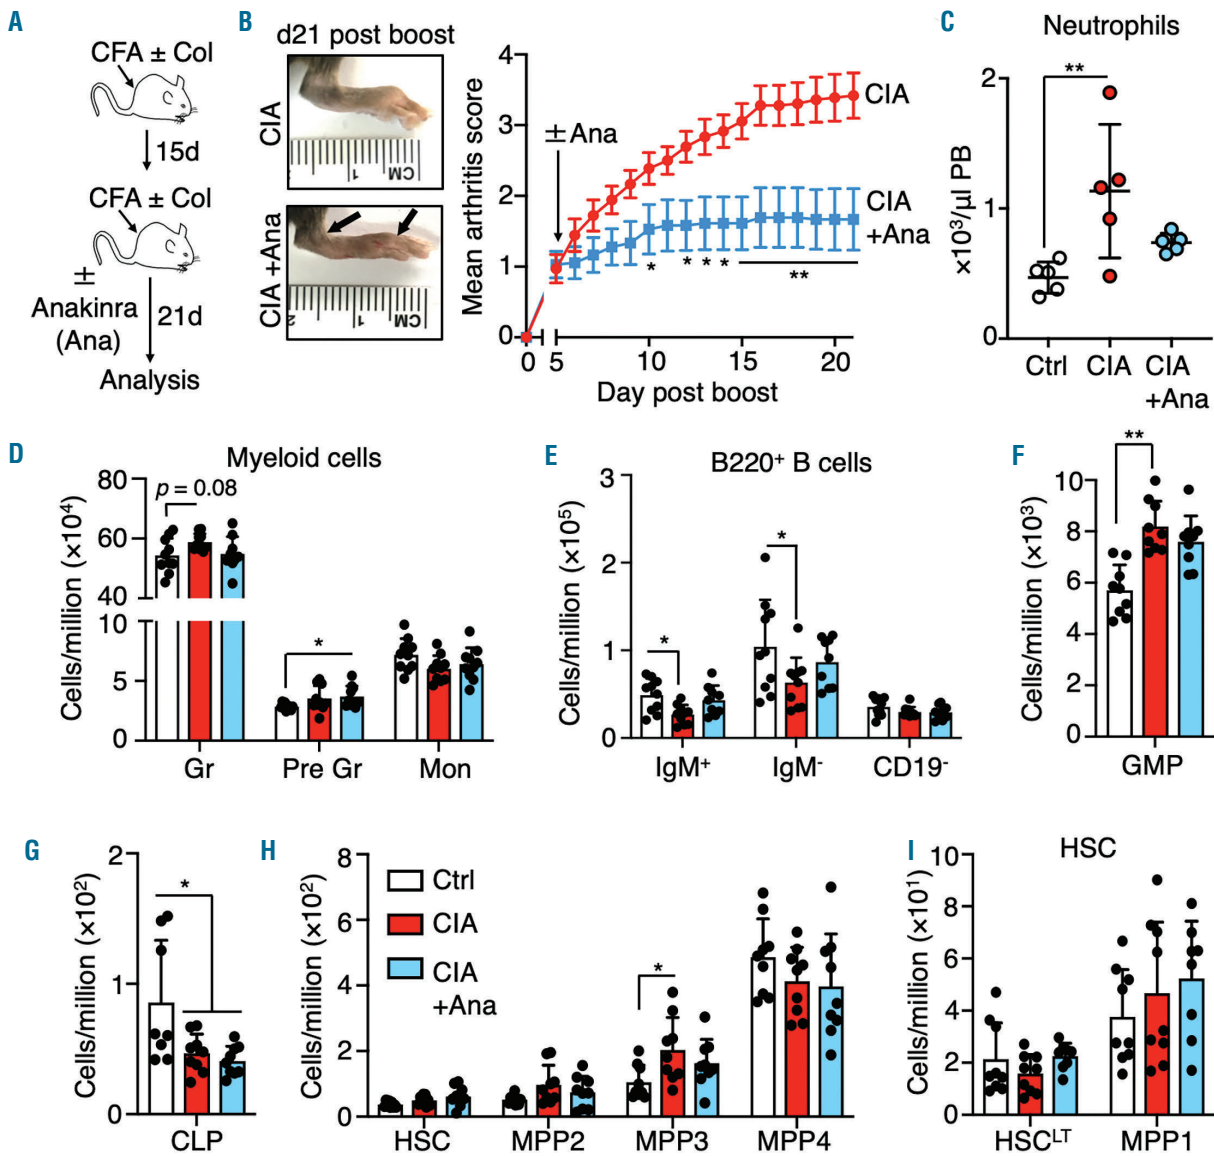 A
CFA ± Col
15d
CFA ± Col
±
Anakinra
(Ana)
21d
Analysis
B
d21 post boost
CIA
1
CM
CIA +Ana
2
1
CM
Mean arthritis score
4
3
2
1
0
±Ana
CIA
CIA
+Ana
*
* * *
**
0 5 10 15 20
Day post boost
C
Neutrophils
×10³/µl PB
2
1
0
**
Ctrl CIA CIA
+Ana
D
Myeloid cells
Cells/million (×10⁴)
80
60
40
10
5
0
p = 0.08
*
Gr Pre Gr Mon
E
B220⁺ B cells
Cells/million (×10⁵)
3
2
1
0
*
*
IgM⁺ IgM⁻ CD19⁻
F
Cells/million (×10³)
10
8
6
4
0
**
GMP
G
Cells/million (×10²)
2
1
0
*
CLP
H
Cells/million (×10²)
8
6
4
2
0
Ctrl
CIA
CIA
+Ana
*
HSC MPP2 MPP3 MPP4
I
HSC
Cells/million (×10¹)
10
8
6
4
2
0
HSCᴸᵀ MPP1